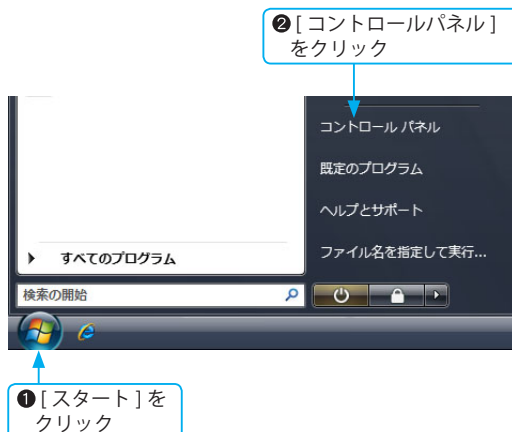 ❷[コントロールパネル]
をクリック
コントロール パネル
既定のプログラム
ヘルプとサポート
ファイル名を指定して実行...
すべてのプログラム
検索の開始
❶[スタート]を
クリック